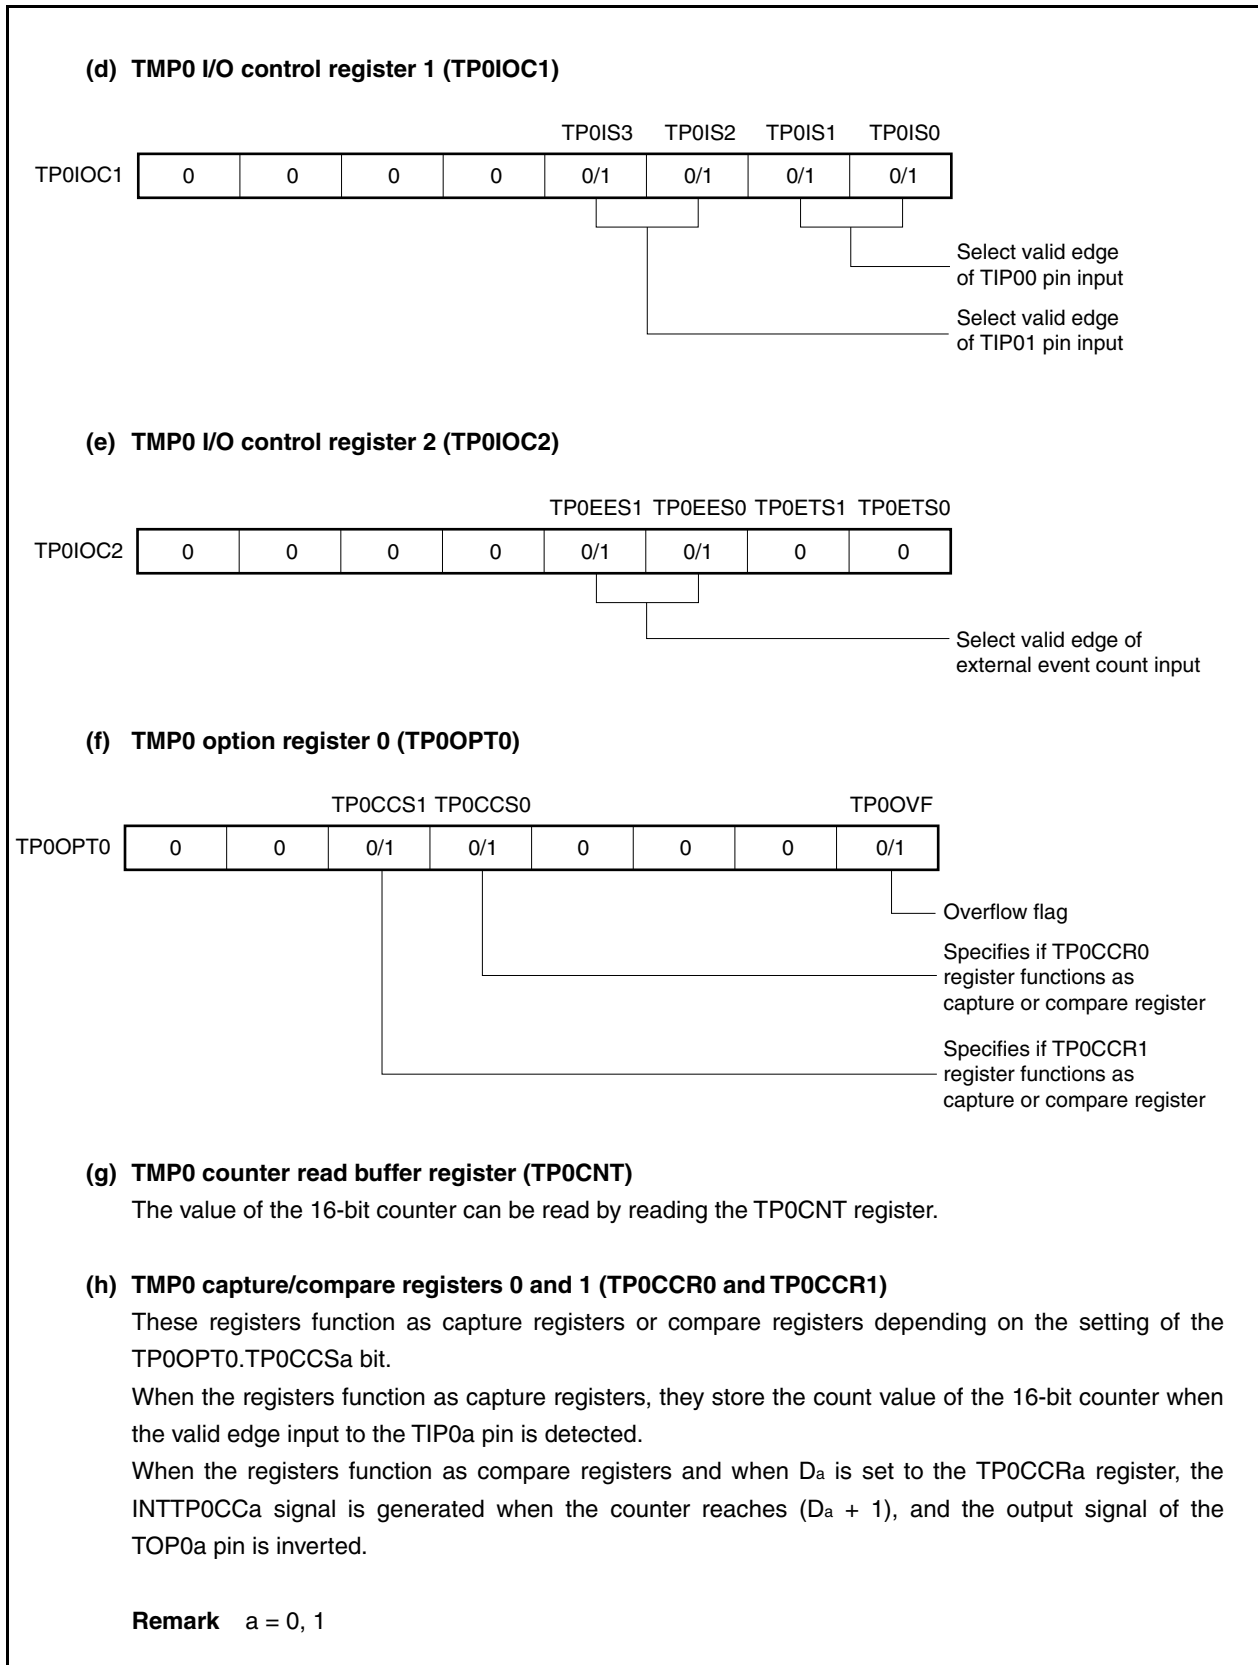 (d) TMP0 I/O control register 1 (TP0IOC1)
TP0IS3 TP0IS2 TP0IS1 TP0IS0
TP0IOC1 0 0 0 0 0/1 0/1 0/1 0/1
Select valid edge
of TIP00 pin input
Select valid edge
of TIP01 pin input
(e) TMP0 I/O control register 2 (TP0IOC2)
TP0EES1 TP0EES0 TP0ETS1 TP0ETS0
TP0IOC2 0 0 0 0 0/1 0/1 0 0
Select valid edge of
external event count input
(f) TMP0 option register 0 (TP0OPT0)
TP0CCS1 TP0CCS0 TP0OVF
TP0OPT0 0 0 0/1 0/1 0 0 0 0/1
Overflow flag
Specifies if TP0CCR0
register functions as
capture or compare register
Specifies if TP0CCR1
register functions as
capture or compare register
(g) TMP0 counter read buffer register (TP0CNT)
The value of the 16-bit counter can be read by reading the TP0CNT register.
(h) TMP0 capture/compare registers 0 and 1 (TP0CCR0 and TP0CCR1)
These registers function as capture registers or compare registers depending on the setting of the
TP0OPT0.TP0CCSa bit.
When the registers function as capture registers, they store the count value of the 16-bit counter when
the valid edge input to the TIP0a pin is detected.
When the registers function as compare registers and when Da is set to the TP0CCRa register, the
INTTP0CCa signal is generated when the counter reaches (Da + 1), and the output signal of the
TOP0a pin is inverted.
Remark a = 0, 1